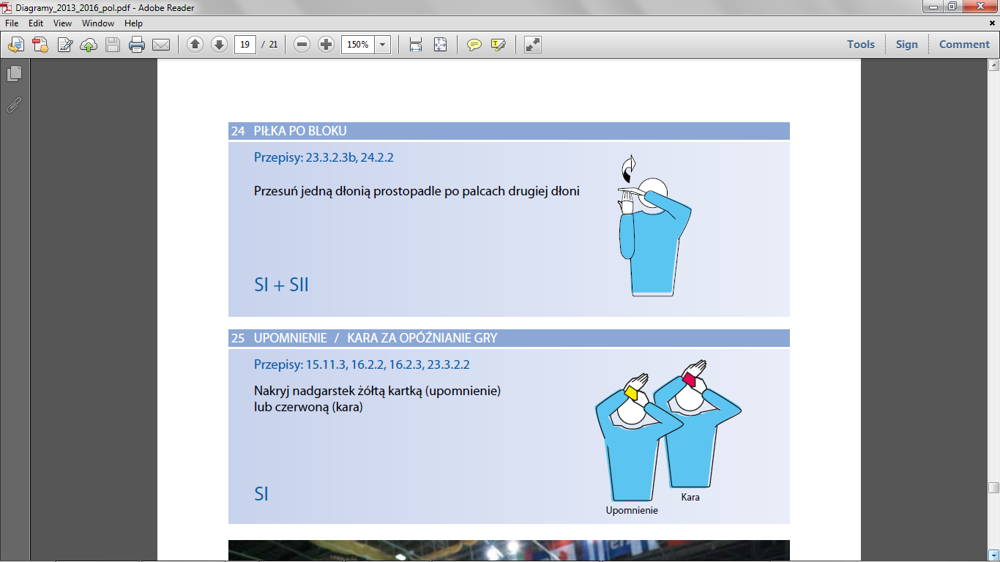 Diagramy_2013_2016_pol.pdf - Adobe Reader
File Edit View Window Help
19 / 21 150% Tools Sign Comment
24 PIŁKA PO BLOKU
Przepisy: 23.3.2.3b, 24.2.2
Przesuń jedną dłonią prostopadle po palcach drugiej dłoni
SI + SII
25 UPOMNIENIE / KARA ZA OPÓŹNIANIE GRY
Przepisy: 15.11.3, 16.2.2, 16.2.3, 23.3.2.2
Nakryj nadgarstek żółtą kartką (upomnienie)
lub czerwoną (kara)
SI
Kara
Upomnienie